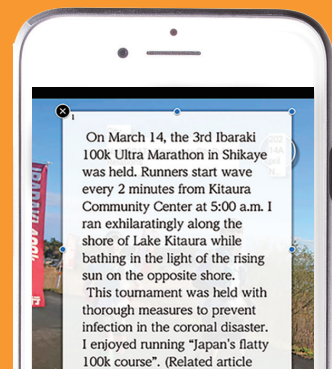 1
On March 14, the 3rd Ibaraki
100k Ultra Marathon in Shikaye
was held. Runners start wave
every 2 minutes from Kitaura
Community Center at 5:00 a.m. I
ran exhilaratingly along the
shore of Lake Kitaura while
bathing in the light of the rising
sun on the opposite shore.
This tournament was held with
thorough measures to prevent
infection in the coronal disaster.
I enjoyed running “Japan's flatty
100k course”. (Related article
IBARAKI 100k